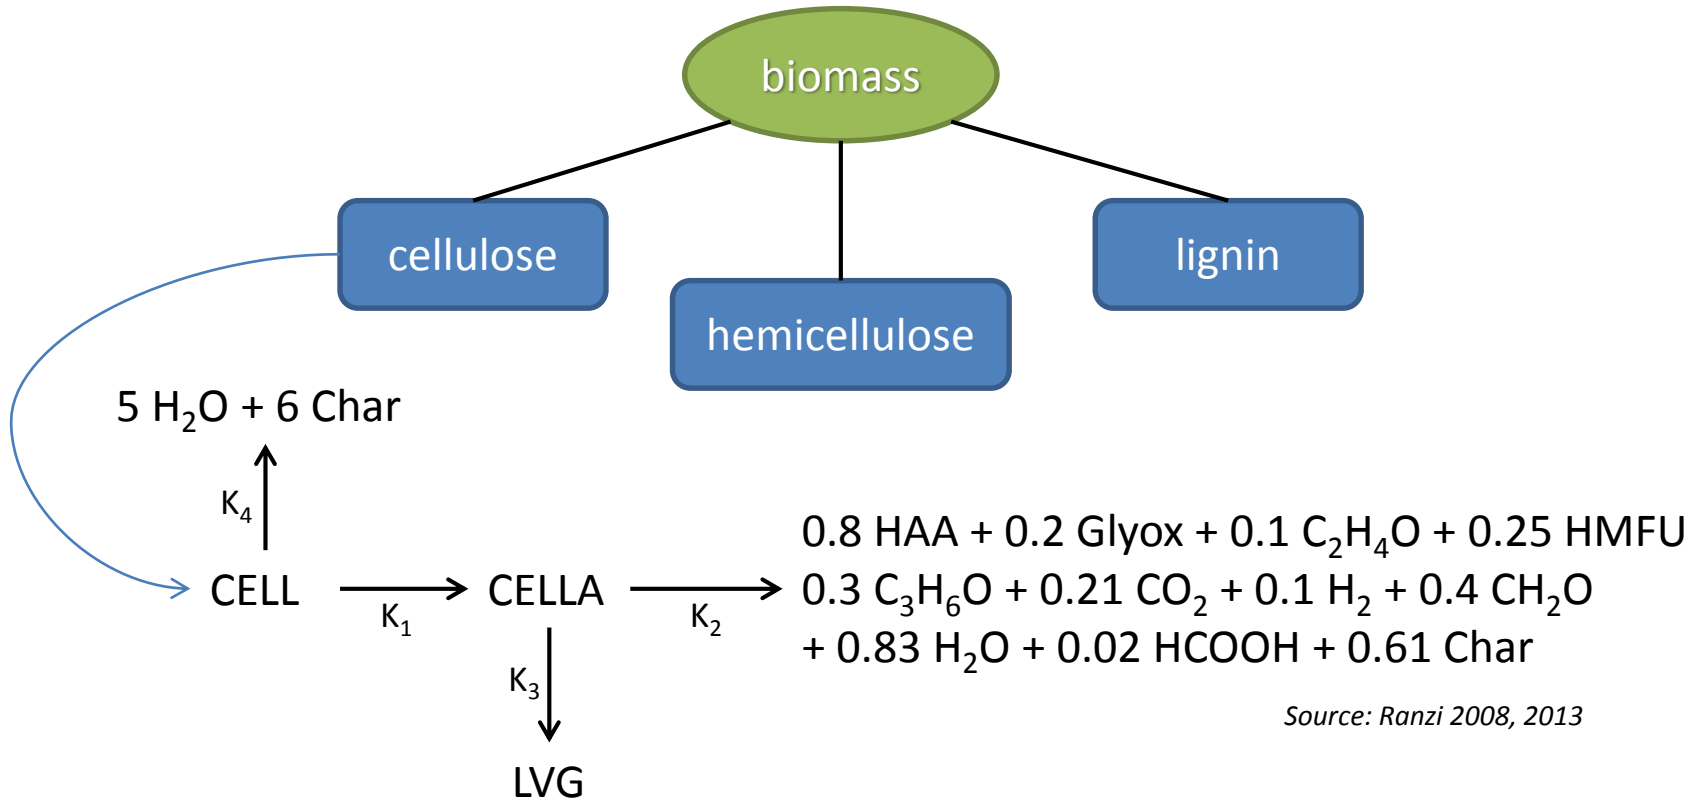 biomass
cellulose
lignin
hemicellulose
5 H₂O + 6 Char
K₄
0.8 HAA + 0.2 Glyox + 0.1 C₂H₄O + 0.25 HMFU
CELL
K₁
CELLA
K₂
0.3 C₃H₆O + 0.21 CO₂ + 0.1 H₂ + 0.4 CH₂O
+ 0.83 H₂O + 0.02 HCOOH + 0.61 Char
K₃
Source: Ranzi 2008, 2013
LVG